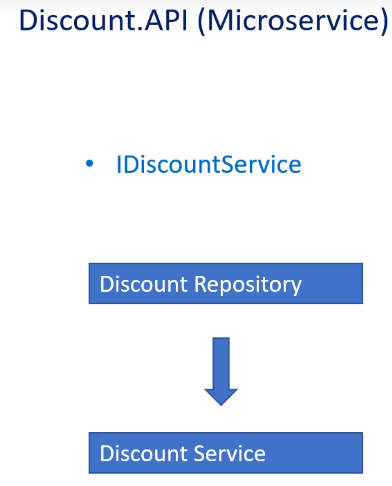 Discount.API (Microservice)
• IDiscountService
Discount Repository
Discount Service